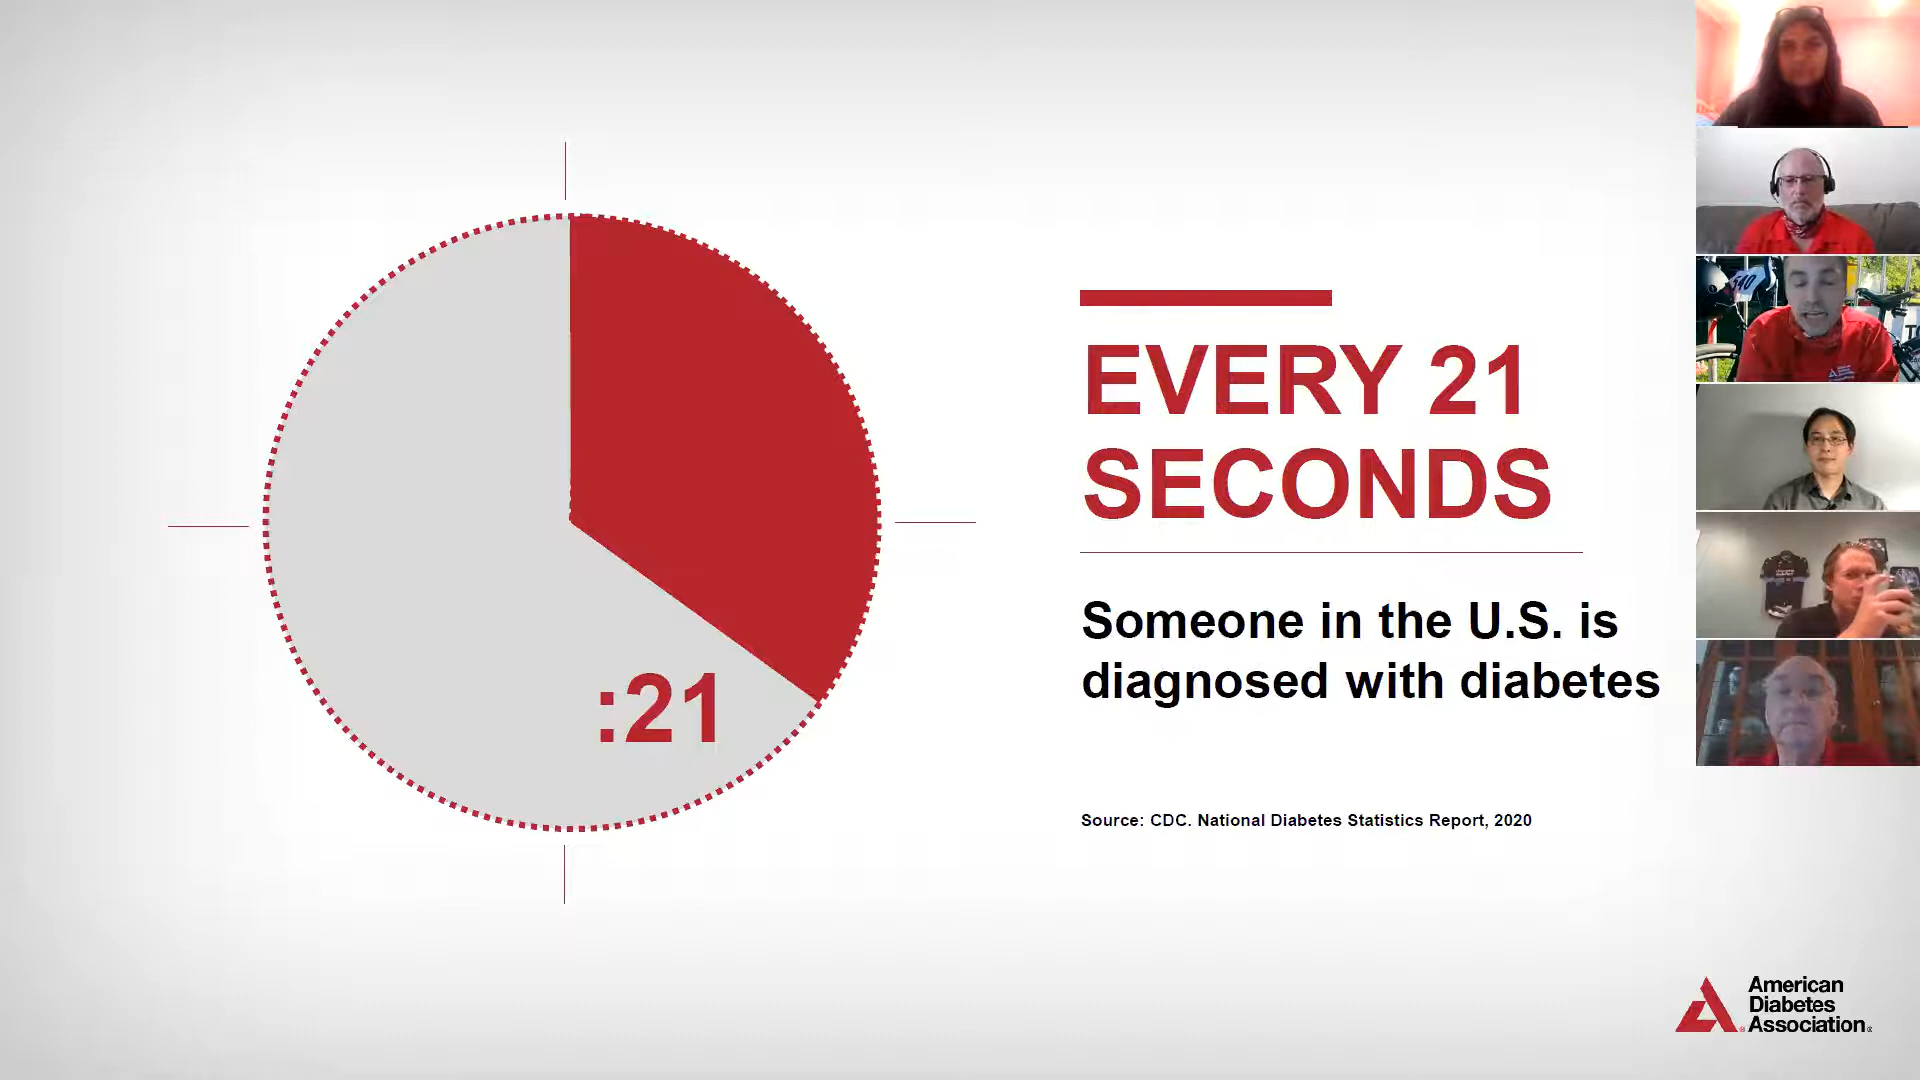 EVERY 21
SECONDS
Someone in the U.S. is
diagnosed with diabetes
:21
Source: CDC. National Diabetes Statistics Report, 2020
American
Diabetes
Association®
540